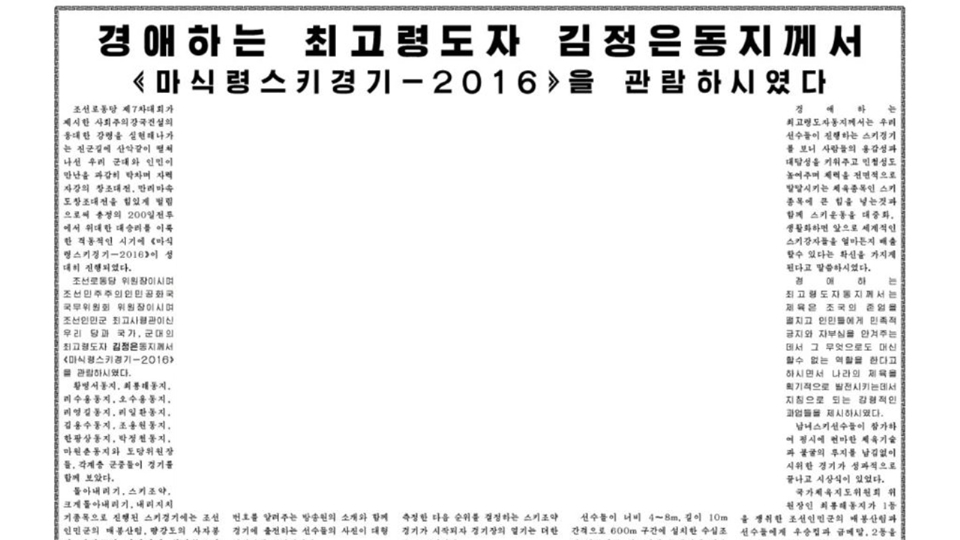 경애하는 최고령도자 김정은동지께서
《마식령스키경기-2016》을 관람하시였다
조선로동당 제7차대회가
제시한 사회주의강국건설의
웅대한 강령을 실현해나가
는 진군길에 산악같이 떨쳐
나선 우리 군대와 인민이
만난을 과감히 박차며 자력
자강의 창조대전, 만리마속
도창조대전을 힘있게 벌림
으로써 충정의 200일전투
에서 위대한 대승리를 이룩
한 격동적인 시기에 《마식
령스키경기-2016》이 성
대히 진행되였다.
조선로동당 위원장이시며
조선민주주의인민공화국
국무위원회 위원장이시며
조선인민군 최고사령관이신
우리 당과 국가, 군대의
최고령도자 김정은동지께서
《마식령스키경기-2016》
을 관람하시였다.
황병서동지, 최룡해동지,
리수용동지, 오수용동지,
리영길동지, 리일환동지,
김용수동지, 조용원동지,
한광상동지, 박정천동지,
마원춘동지와 도당위원장
들, 각계층 군중들이 경기를
함께 보았다.
돌아내리기, 스키조약,
크게돌아내리기, 내리지치
기종목으로 진행된 스키경기에는 조선
인민군의 매봉산팀, 량강도의 사자봉
번호를 알려주는 방송원의 소개와 함께
경기에 출전하는 선수들의 사진이 대형
측정한 다음 순위를 결정하는 스키조약
경기가 시작되자 경기장의 열기는 더한
선수들이 너비 4~8m, 길이 10m
간격으로 600m 구간에 설치한 수십조
경애하는
최고령도자동지께서는 우리
선수들이 진행하는 스키경기
를 보니 사람들의 용감성과
대담성을 키워주고 민첩성도
높여주며 체력을 전면적으로
발달시키는 체육종목인 스키
종목에 큰 힘을 넣는것과
함께 스키운동을 대중화,
생활화하면 앞으로 세계적인
스키강자들을 얼마든지 배출
할수 있다는 확신을 가지게
된다고 말씀하시였다.
경애하는
최고령도자동지께서는
체육은 조국의 존엄을
떨치고 인민들에게 민족적
긍지와 자부심을 안겨주는
데서 그 무엇으로도 대신
할수 없는 역할을 한다고
하시면서 나라의 체육을
획기적으로 발전시키는데서
지침으로 되는 강령적인
과업들을 제시하시였다.
남녀스키선수들이 참가하
여 평시에 련마한 체육기술
과 불굴의 투지를 남김없이
시위한 경기가 성과적으로
끝나고 시상식이 있었다.
국가체육지도위원회 위
원장인 최룡해동지가 1등
을 쟁취한 조선인민군의 매봉산팀과
선수들에게 우승컵과 금메달, 2등을